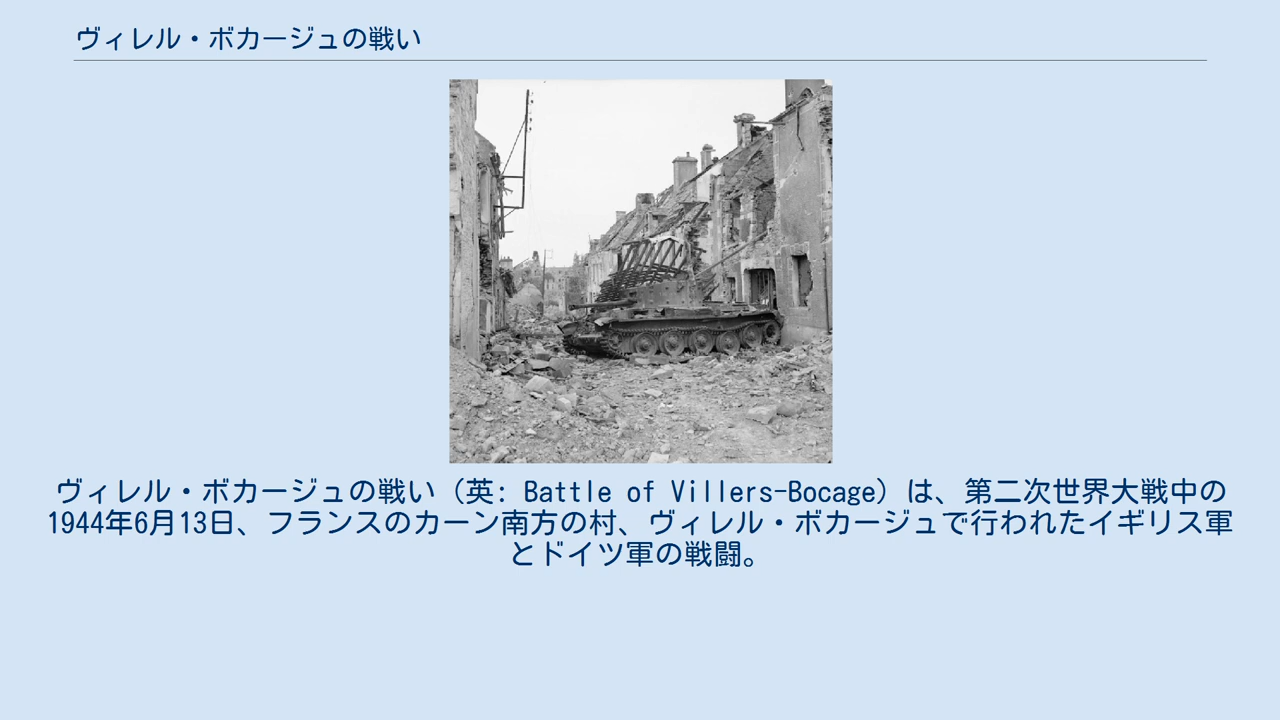 ヴィレル・ボカージュの戦い
ヴィレル・ボカージュの戦い（英: Battle of Villers-Bocage）は、第二次世界大戦中の
1944年6月13日、フランスのカーン南方の村、ヴィレル・ボカージュで行われたイギリス軍
とドイツ軍の戦闘。